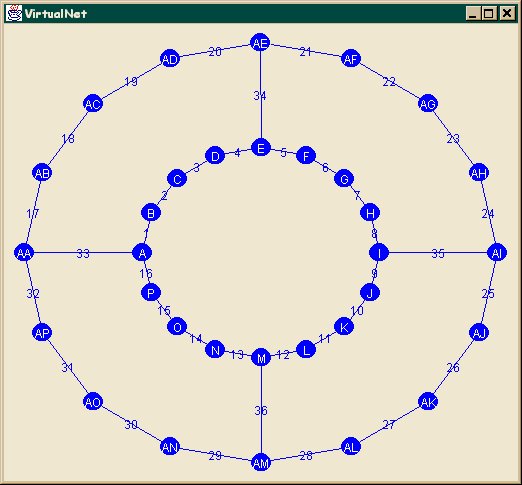 VirtualNet
AE
20
21
AD
AF
19
22
34
AC
AG
18
23
E
4
5
D
F
3
6
AB
C
G
AH
2
7
17
B
H
24
1
8
AA
33
A
I
35
AI
16
9
32
P
J
25
15
10
AP
O
K
AJ
14
11
N
13
M
12
L
31
26
AO
36
AK
30
27
AN
AL
29
28
AM